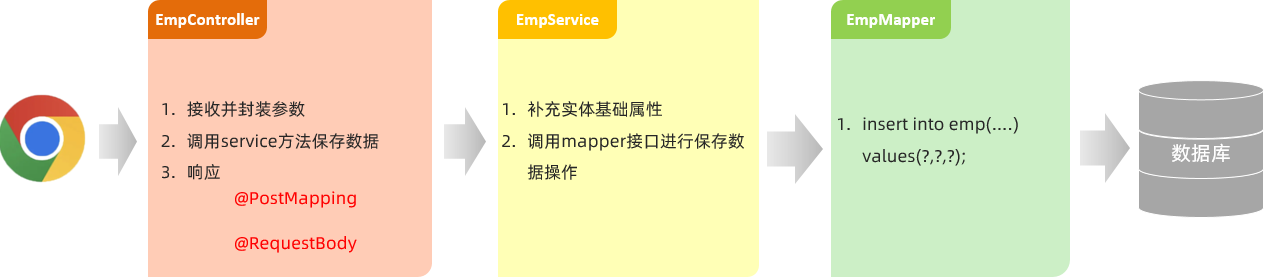 EmpController
1. 接收并封装参数
2. 调用service方法保存数据
3. 响应
@PostMapping
@RequestBody
EmpService
1. 补充实体基础属性
2. 调用mapper接口进行保存数
据操作
EmpMapper
1. insert into emp(....)
values(?,?,?);
数据库